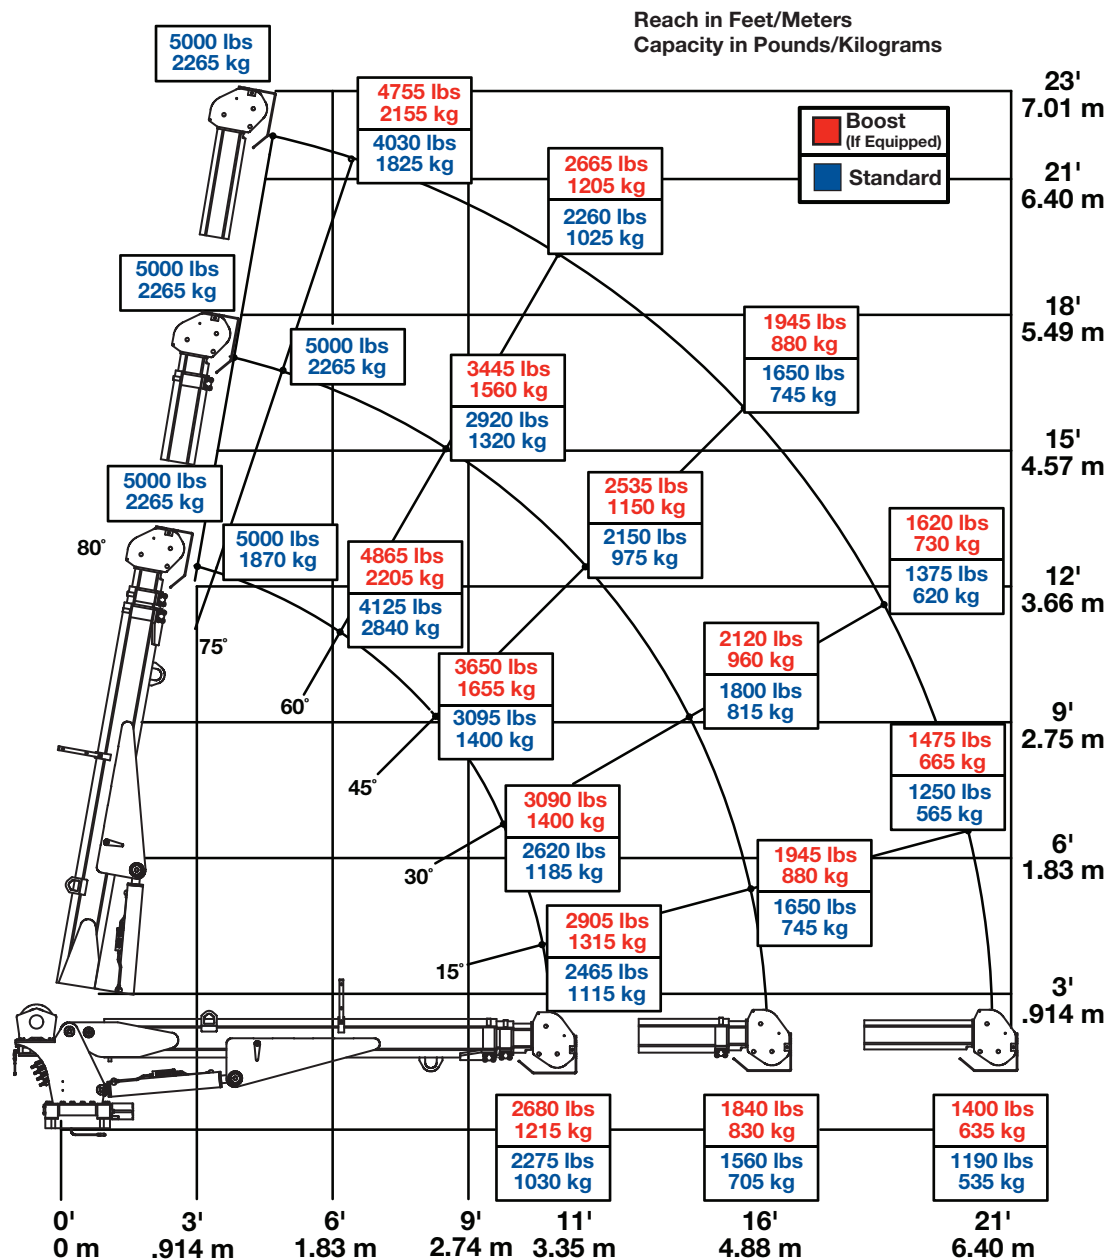 Reach in Feet/Meters
Capacity in Pounds/Kilograms
5000 lbs
2265 kg
23'
7.01 m
4755 lbs
2155 kg
4030 lbs
1825 kg
Boost
(If Equipped)
Standard
2665 lbs
1205 kg
2260 lbs
1025 kg
21'
6.40 m
5000 lbs
2265 kg
18'
5.49 m
1945 lbs
880 kg
1650 lbs
745 kg
5000 lbs
2265 kg
3445 lbs
1560 kg
2920 lbs
1320 kg
15'
4.57 m
5000 lbs
2265 kg
2535 lbs
1150 kg
2150 lbs
975 kg
1620 lbs
730 kg
1375 lbs
620 kg
80°
5000 lbs
1870 kg
4865 lbs
2205 kg
4125 lbs
2840 kg
12'
3.66 m
75°
2120 lbs
960 kg
1800 lbs
815 kg
60°
3650 lbs
1655 kg
3095 lbs
1400 kg
9'
2.75 m
1475 lbs
665 kg
1250 lbs
565 kg
45°
3090 lbs
1400 kg
2620 lbs
1185 kg
30°
6'
1.83 m
1945 lbs
880 kg
1650 lbs
745 kg
2905 lbs
1315 kg
2465 lbs
1115 kg
15°
3'
.914 m
2680 lbs
1215 kg
2275 lbs
1030 kg
1840 lbs
830 kg
1560 lbs
705 kg
1400 lbs
635 kg
1190 lbs
535 kg
0' 3' 6' 9' 11' 16' 21'
0 m .914 m 1.83 m 2.74 m 3.35 m 4.88 m 6.40 m